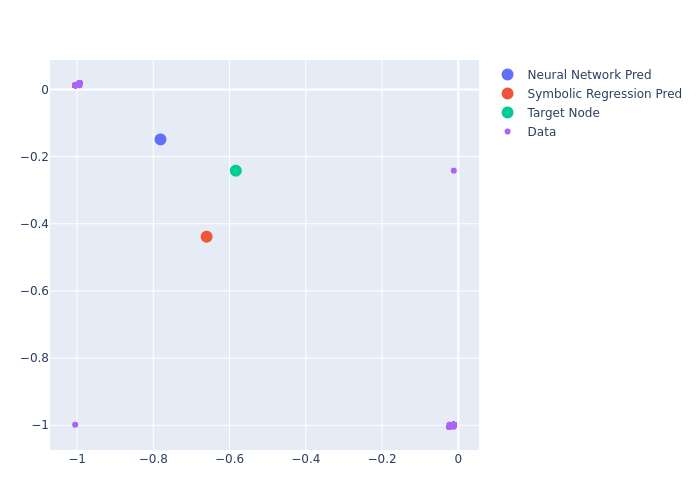 Neural Network Pred
Symbolic Regression Pred
Target Node
Data
0
−0.2
−0.4
−0.6
−0.8
−1
−1 −0.8 −0.6 −0.4 −0.2 0